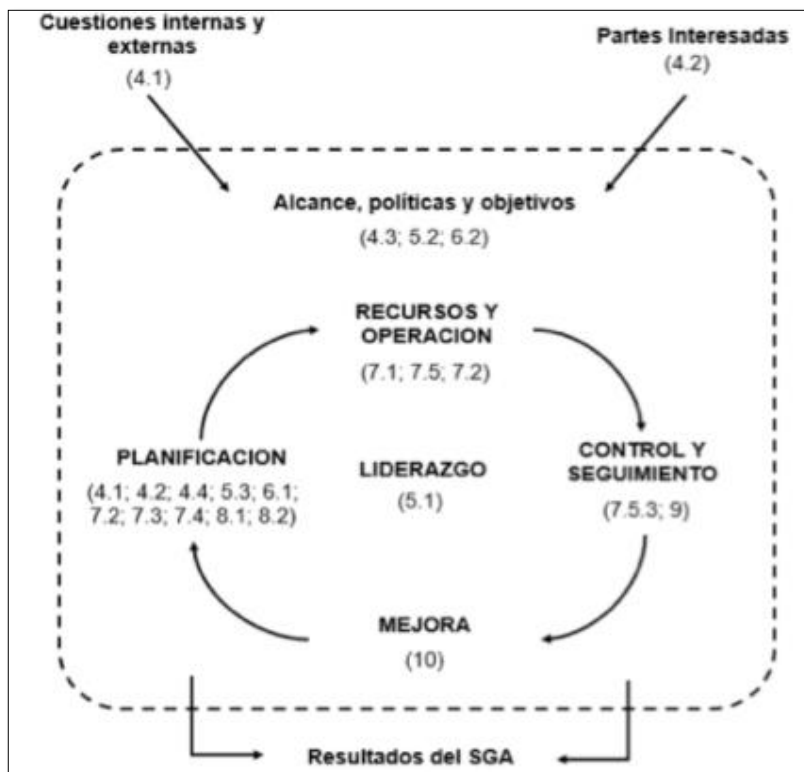 Cuestiones internas y
externas
(4.1)
Partes Interesadas
(4.2)
Alcance, políticas y objetivos
(4.3; 5.2; 6.2)
RECURSOS Y
OPERACION
(7.1; 7.5; 7.2)
PLANIFICACION
(4.1; 4.2; 4.4; 5.3; 6.1;
7.2; 7.3; 7.4; 8.1; 8.2)
LIDERAZGO
(5.1)
CONTROL Y
SEGUIMIENTO
(7.5.3; 9)
MEJORA
(10)
Resultados del SGA